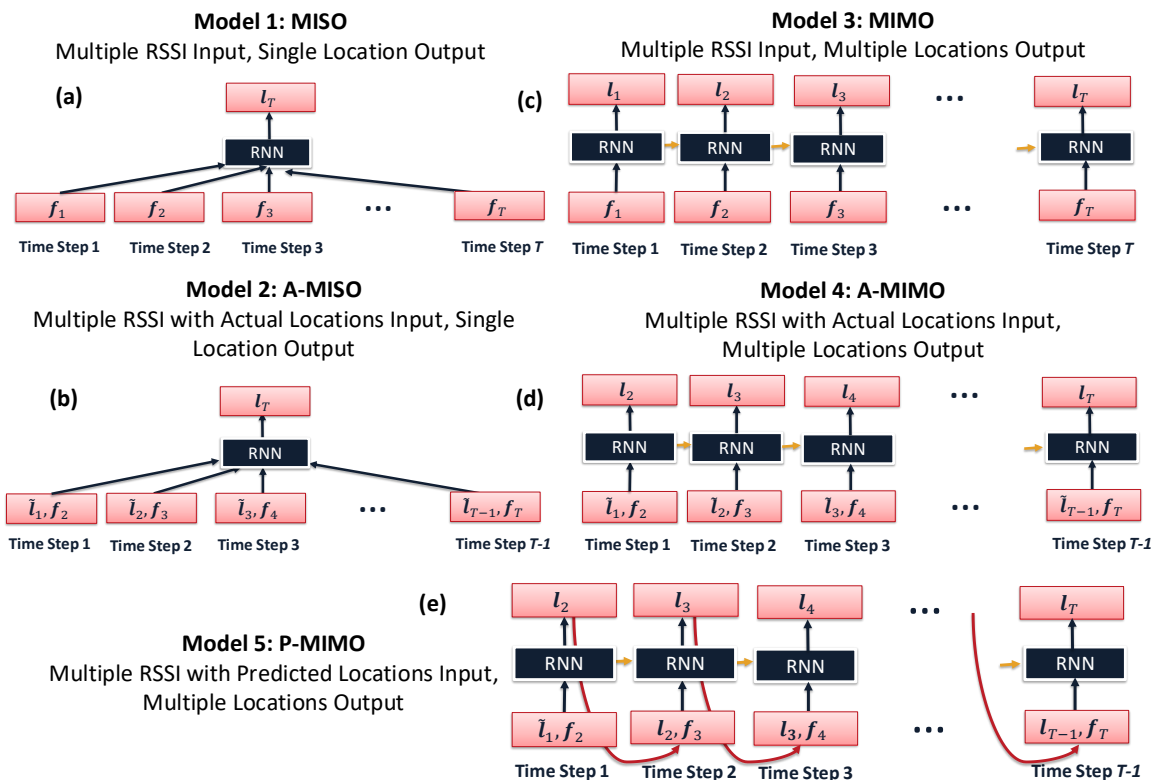 Model 1: MISO
Multiple RSSI Input, Single Location Output
(a)
l_T
RNN
f_1 f_2 f_3 ... f_T
Time Step 1 Time Step 2 Time Step 3 Time Step T
Model 2: A-MISO
Multiple RSSI with Actual Locations Input, Single
Location Output
(b)
l_T
RNN
l̃_1, f_2 l̃_2, f_3 l̃_3, f_4 ... l̃_{T−1}, f_T
Time Step 1 Time Step 2 Time Step 3 Time Step T-1
Model 3: MIMO
Multiple RSSI Input, Multiple Locations Output
(c)
l_1 l_2 l_3 ... l_T
RNN RNN RNN RNN
f_1 f_2 f_3 ... f_T
Time Step 1 Time Step 2 Time Step 3 Time Step T
Model 4: A-MIMO
Multiple RSSI with Actual Locations Input,
Multiple Locations Output
(d)
l_2 l_3 l_4 ... l_T
RNN RNN RNN RNN
l̃_1, f_2 l̃_2, f_3 l̃_3, f_4 ... l̃_{T−1}, f_T
Time Step 1 Time Step 2 Time Step 3 Time Step T-1
Model 5: P-MIMO
Multiple RSSI with Predicted Locations Input,
Multiple Locations Output
(e)
l_2 l_3 l_4 ... l_T
RNN RNN RNN RNN
l̃_1, f_2 l_2, f_3 l_3, f_4 ... l_{T−1}, f_T
Time Step 1 Time Step 2 Time Step 3 Time Step T-1